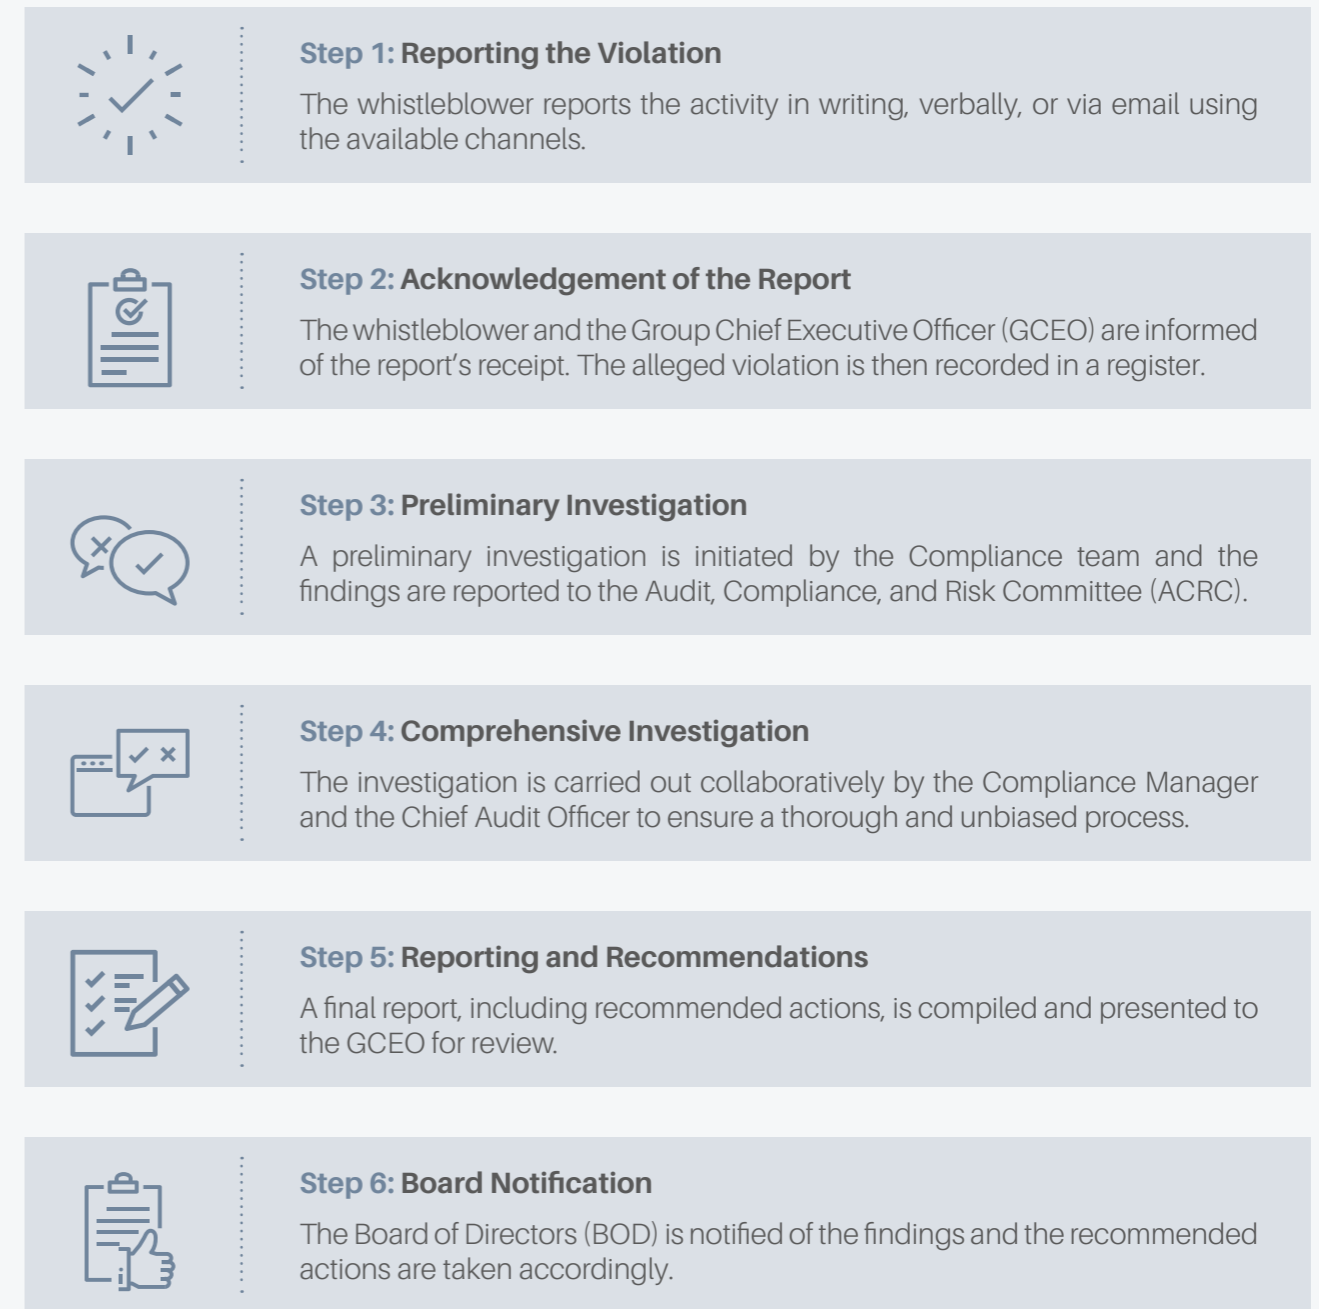 Step 1: Reporting the Violation
The whistleblower reports the activity in writing, verbally, or via email using
the available channels.
Step 2: Acknowledgement of the Report
The whistleblower and the Group Chief Executive Officer (GCEO) are informed
of the report’s receipt. The alleged violation is then recorded in a register.
Step 3: Preliminary Investigation
A preliminary investigation is initiated by the Compliance team and the
findings are reported to the Audit, Compliance, and Risk Committee (ACRC).
Step 4: Comprehensive Investigation
The investigation is carried out collaboratively by the Compliance Manager
and the Chief Audit Officer to ensure a thorough and unbiased process.
Step 5: Reporting and Recommendations
A final report, including recommended actions, is compiled and presented to
the GCEO for review.
Step 6: Board Notification
The Board of Directors (BOD) is notified of the findings and the recommended
actions are taken accordingly.